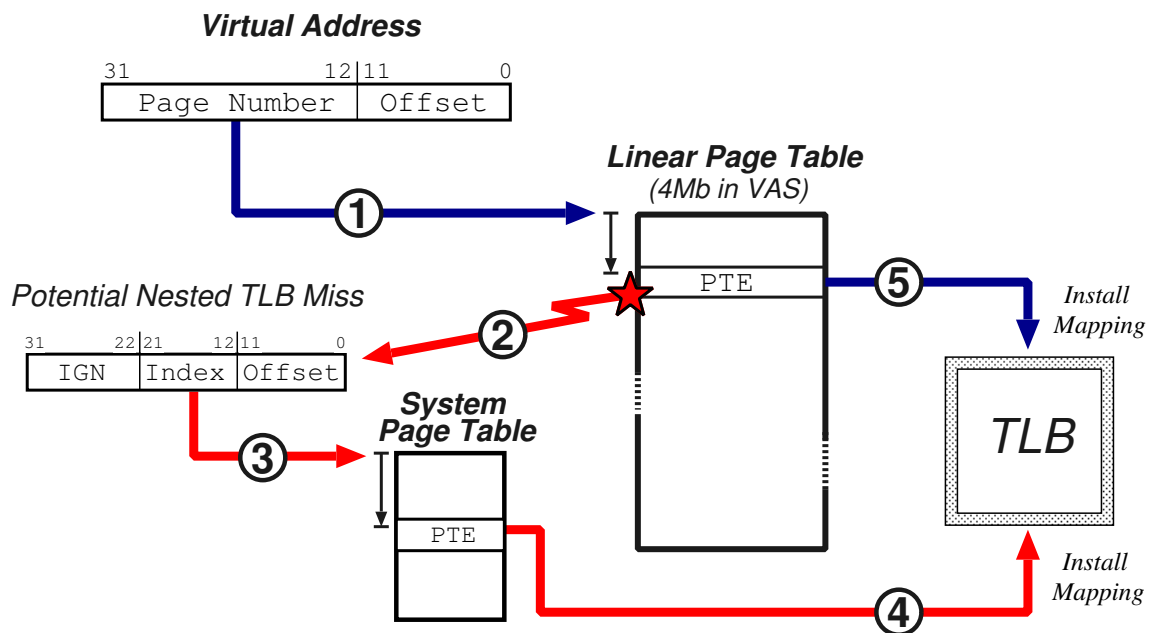 Virtual Address
31 12 11 0
Page Number Offset
1
Linear Page Table
(4Mb in VAS)
PTE
5
Install
Mapping
Potential Nested TLB Miss
2
31 22 21 12 11 0
IGN Index Offset
3
System
Page Table
PTE
TLB
4
Install
Mapping